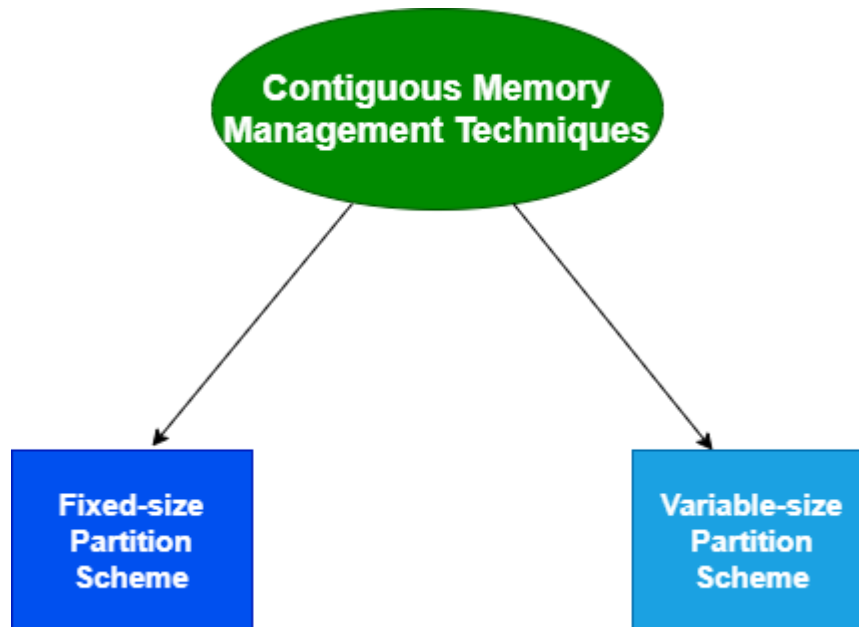 Contiguous Memory
Management Techniques
Fixed-size
Partition
Scheme
Variable-size
Partition
Scheme